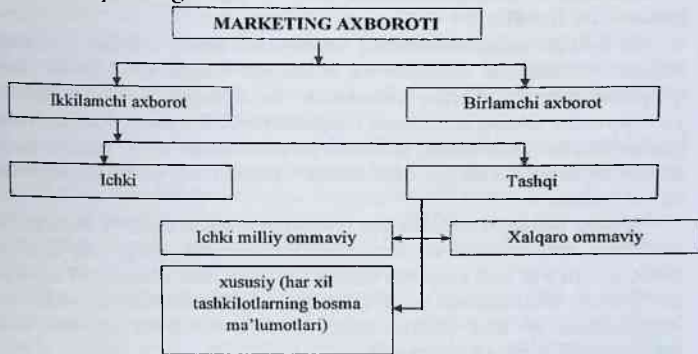 MARKETING AXBOROTI
Ikkilamchi axborot
Birlamchi axborot
Ichki
Tashqi
Ichki milliy ommaviy
Xalqaro ommaviy
xususiy (har xil
tashkilotlarning bosma
ma'lumotlari)